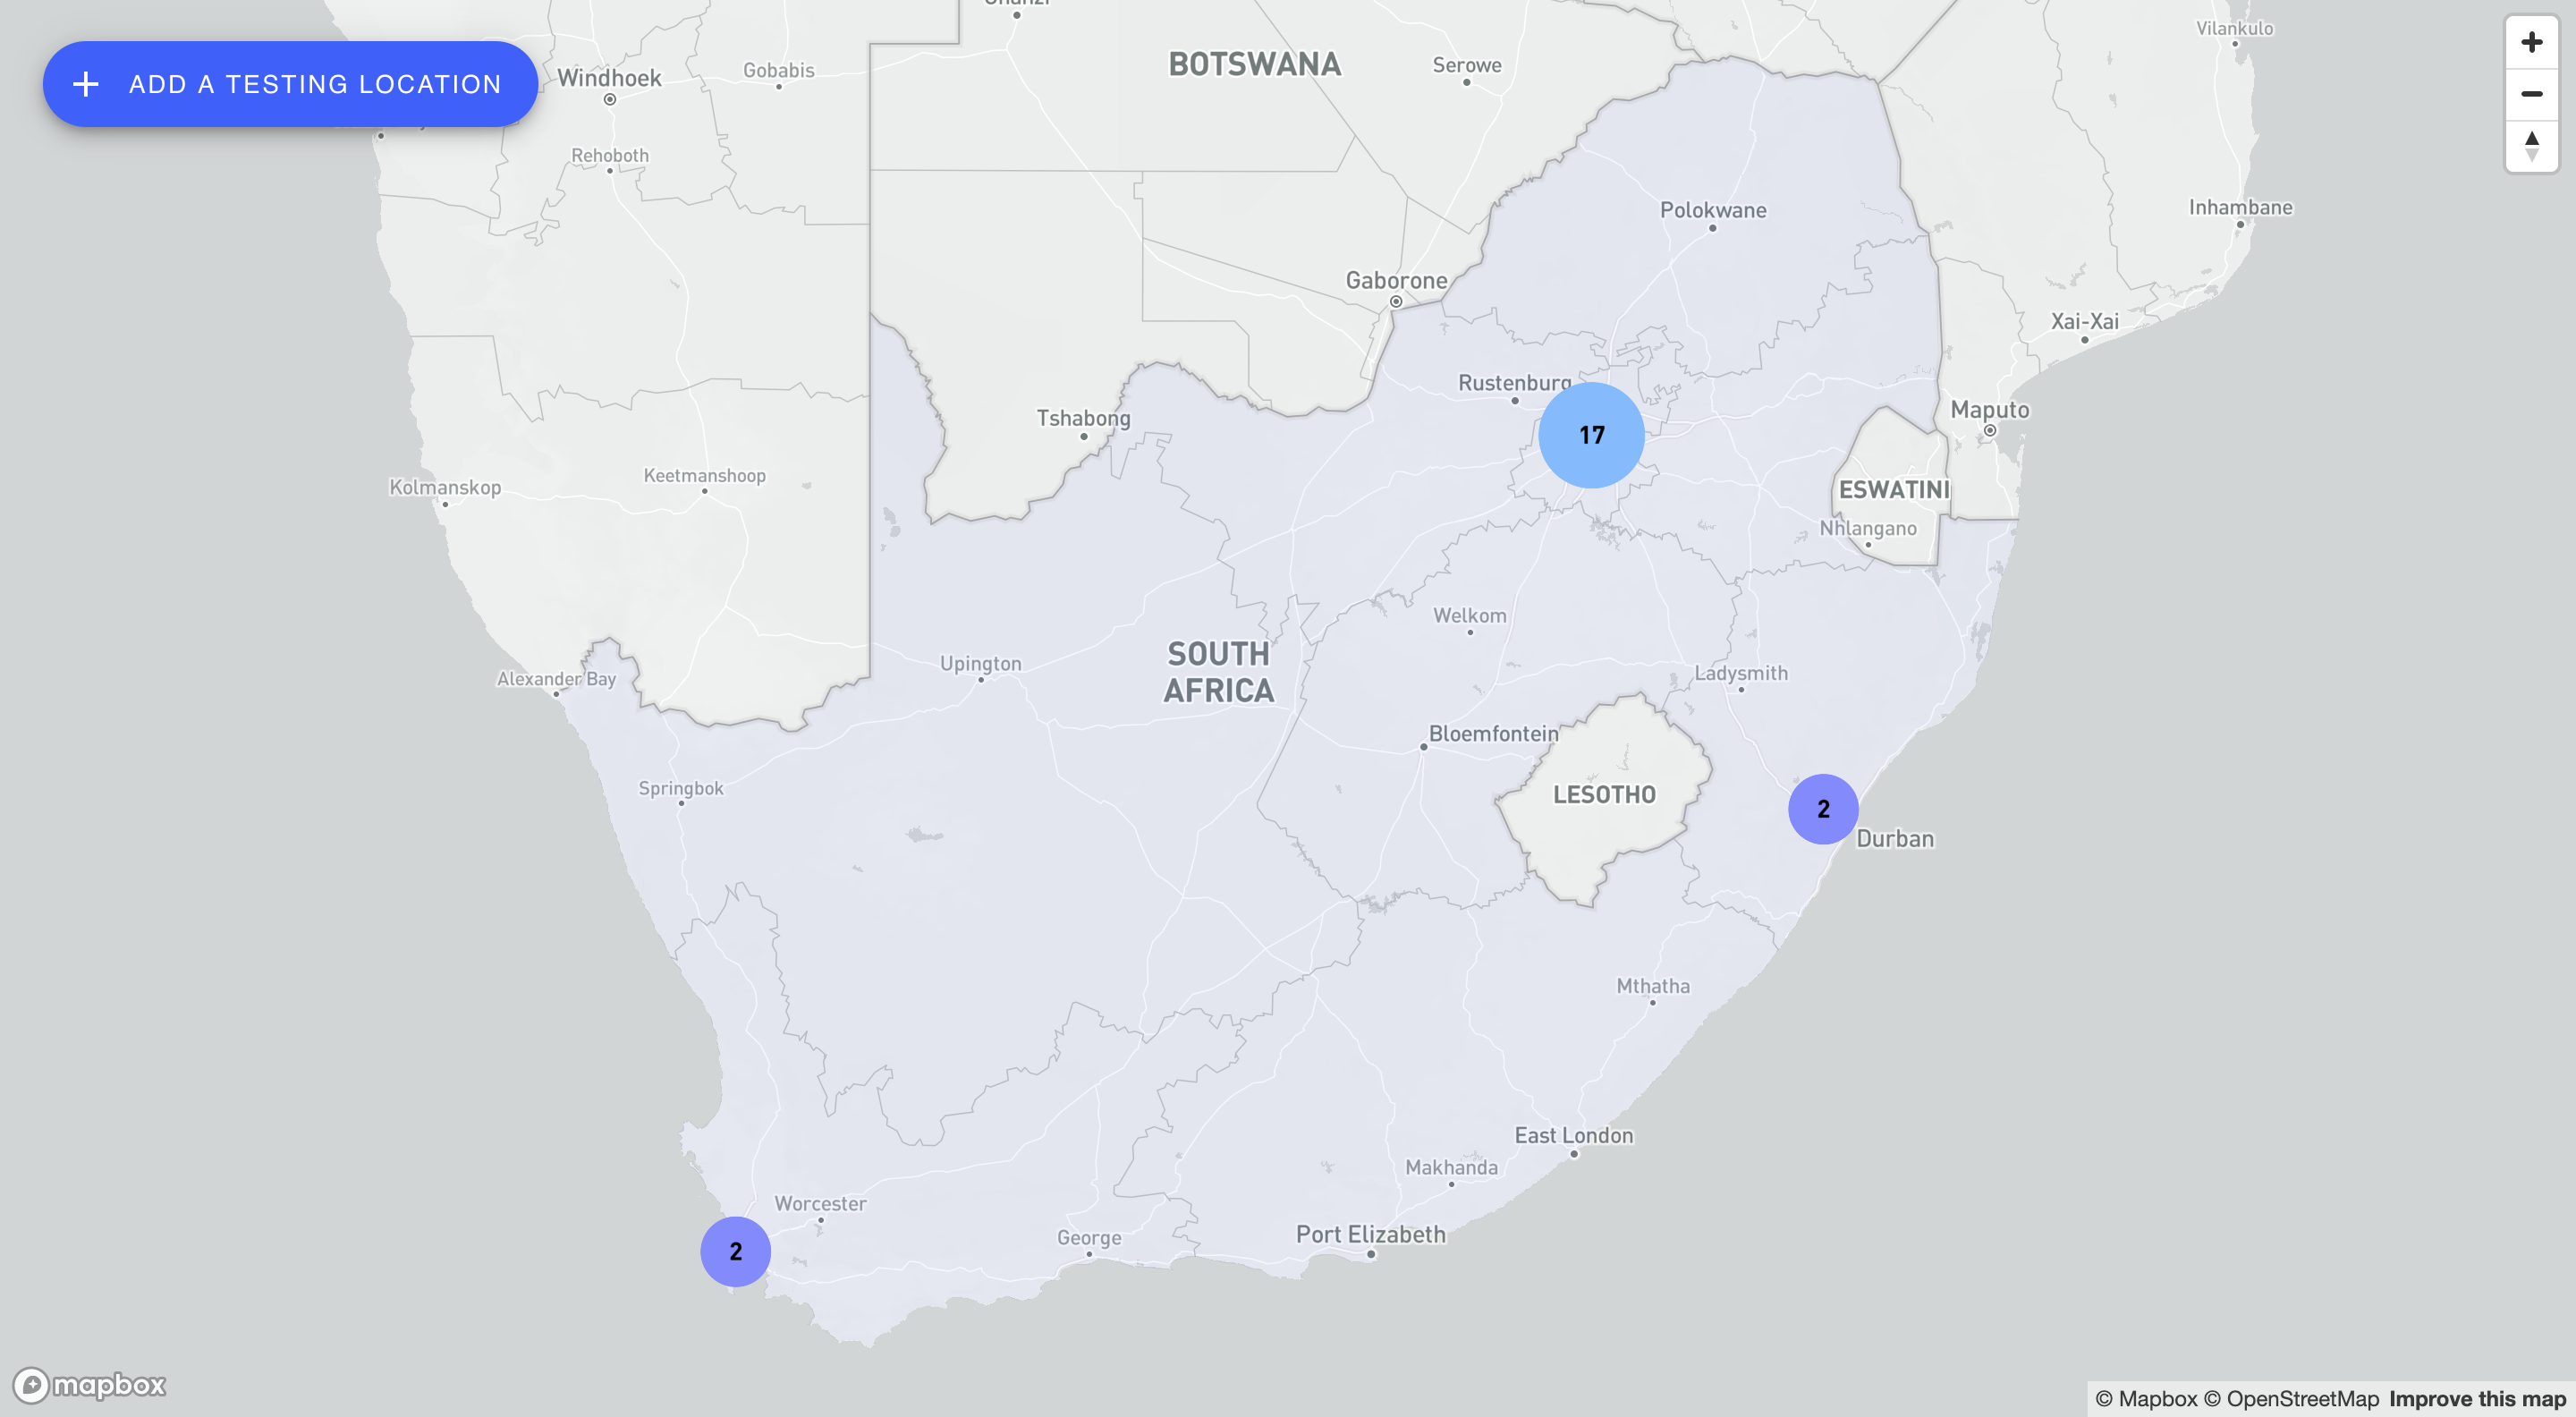 BOTSWANA
Vilankulo
+ ADD A TESTING LOCATION
Windhoek
Gobabis
Serowe
Rehoboth
Polokwane
Inhambane
Gaborone
Xai-Xai
Rustenburg
Tshabong
Maputo
17
Keetmanshoop
Kolmanskop
ESWATINI
Nhlangano
Welkom
SOUTH
AFRICA
Upington
Ladysmith
Alexander Bay
Bloemfontein
Springbok
LESOTHO
2
Durban
Mthatha
East London
Makhanda
Worcester
Port Elizabeth
George
2
mapbox
© Mapbox © OpenStreetMap Improve this map